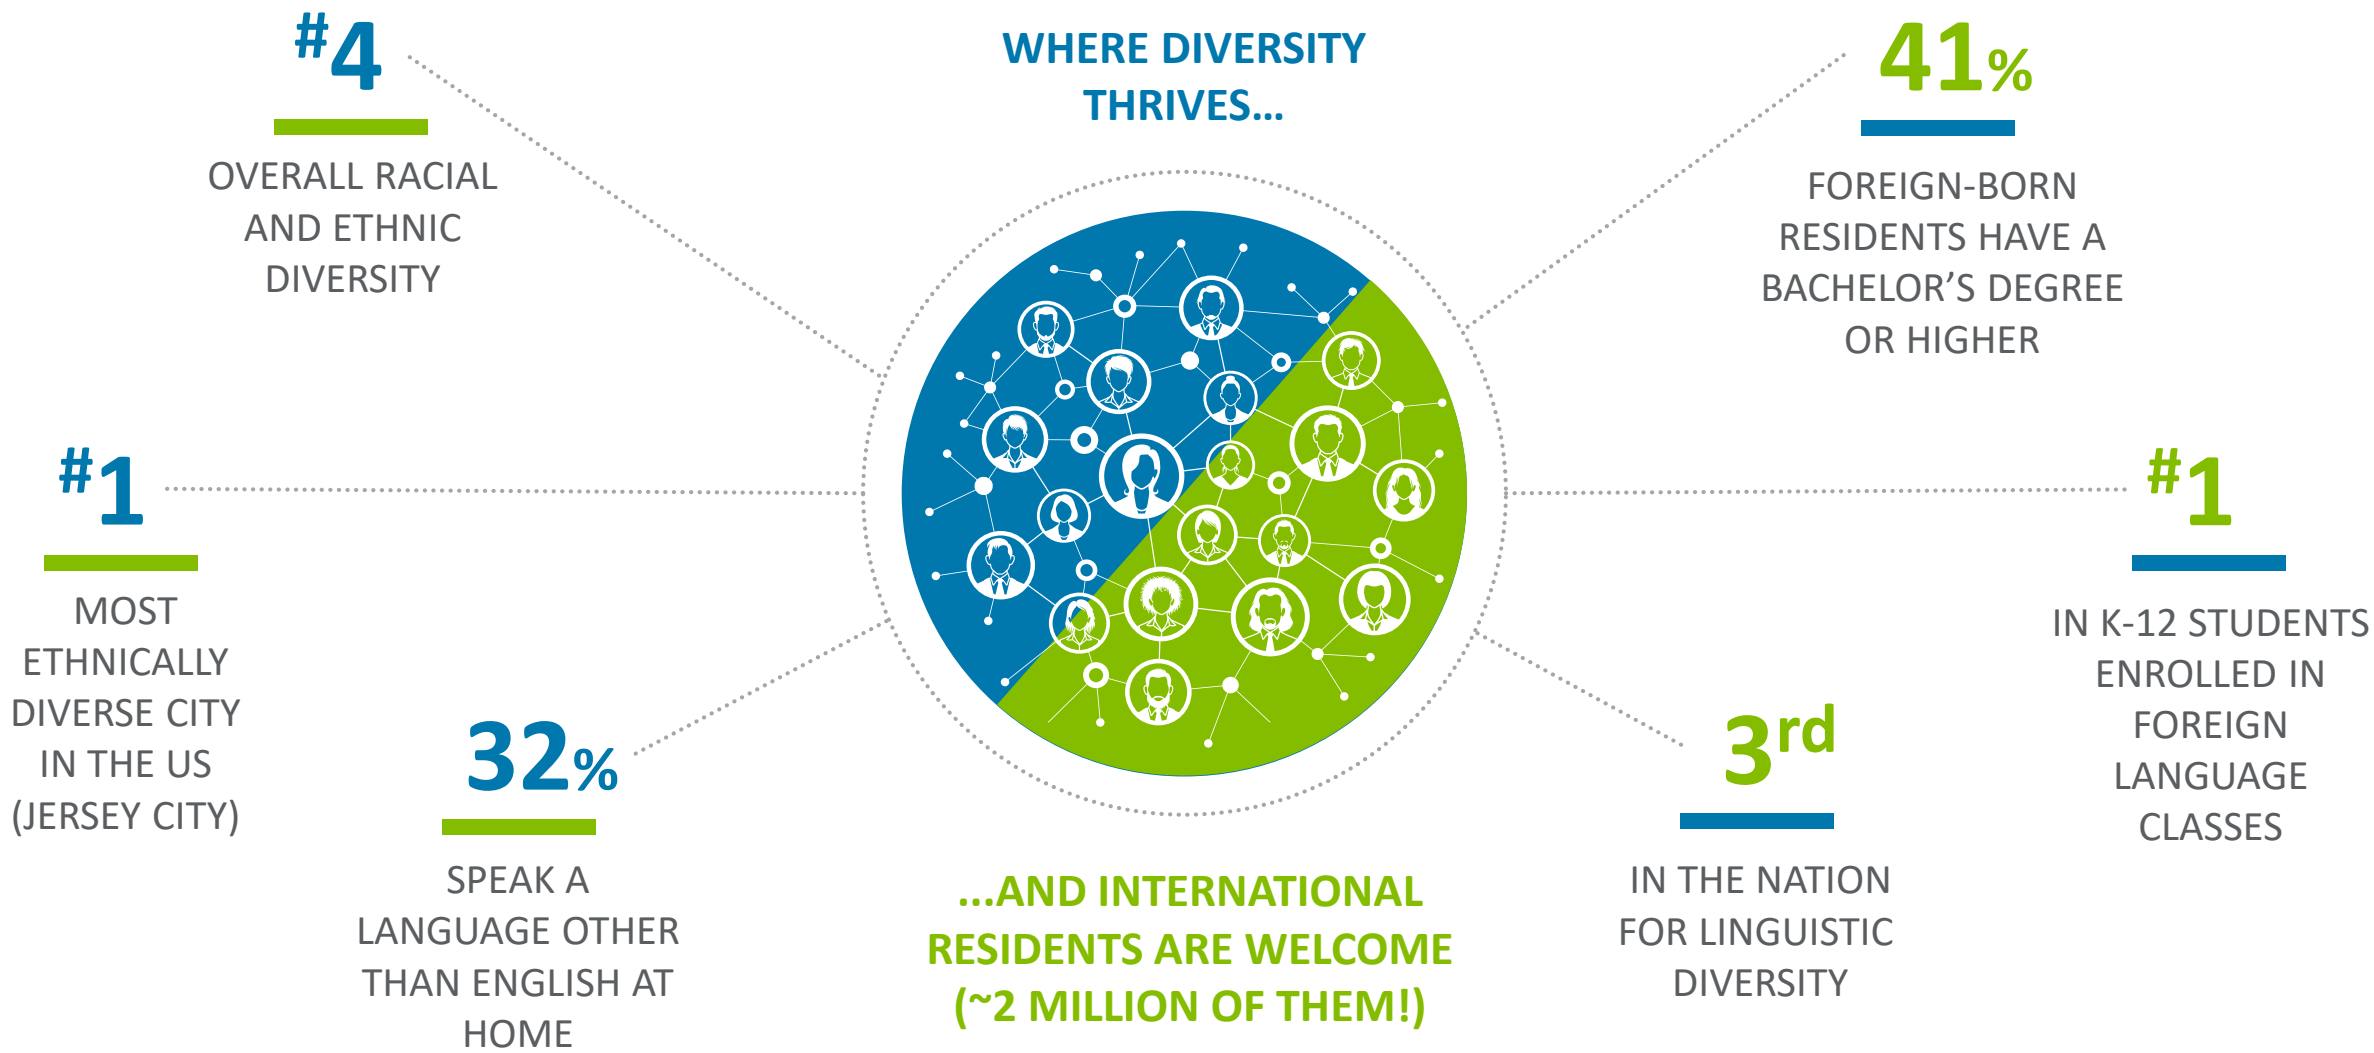 #4
OVERALL RACIAL
AND ETHNIC
DIVERSITY
WHERE DIVERSITY
THRIVES...
41%
FOREIGN-BORN
RESIDENTS HAVE A
BACHELOR’S DEGREE
OR HIGHER
#1
MOST
ETHNICALLY
DIVERSE CITY
IN THE US
(JERSEY CITY)
#1
IN K-12 STUDENTS
ENROLLED IN
FOREIGN
LANGUAGE
CLASSES
32%
SPEAK A
LANGUAGE OTHER
THAN ENGLISH AT
HOME
...AND INTERNATIONAL
RESIDENTS ARE WELCOME
(~2 MILLION OF THEM!)
3rd
IN THE NATION
FOR LINGUISTIC
DIVERSITY